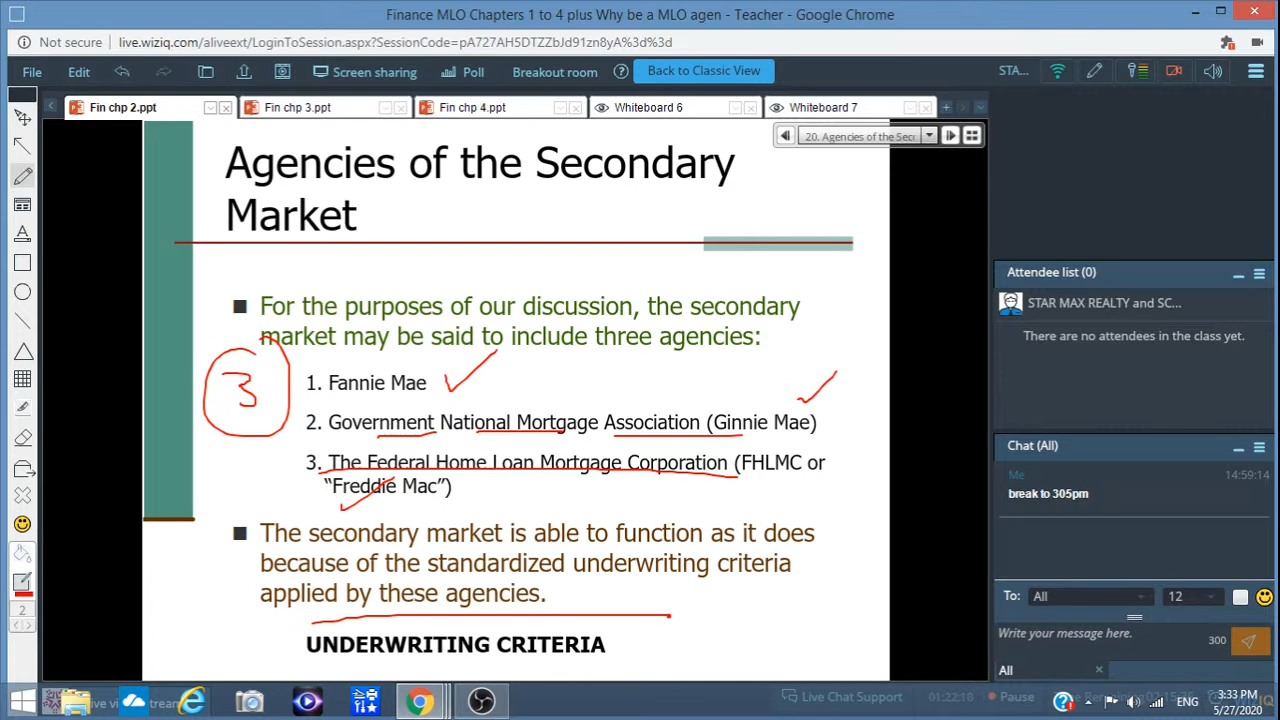 Finance MLO Chapters 1 to 4 plus Why be a MLO agen - Teacher - Google Chrome
Not secure live.wiziq.com/aliveext/LoginToSession.aspx?SessionCode=pA727AH5DTZZbJd91zn8yA%3d%3d
File Edit Screen sharing Poll Breakout room Back to Classic View STA...
Fin chp 2.ppt Fin chp 3.ppt Fin chp 4.ppt Whiteboard 6 Whiteboard 7
20. Agencies of the Sec
Agencies of the Secondary
Market
For the purposes of our discussion, the secondary
market may be said to include three agencies:
3
1. Fannie Mae
2. Government National Mortgage Association (Ginnie Mae)
3. The Federal Home Loan Mortgage Corporation (FHLMC or
“Freddie Mac”)
The secondary market is able to function as it does
because of the standardized underwriting criteria
applied by these agencies.
UNDERWRITING CRITERIA
2
Attendee list (0)
STAR MAX REALTY and SC...
There are no attendees in the class yet.
Chat (All)
Me 14:59:14
break to 305pm
To: All 12
Write your message here. 300
All
Live Chat Support 01:22:18 Pause
ENG
3:33 PM
5/27/2020